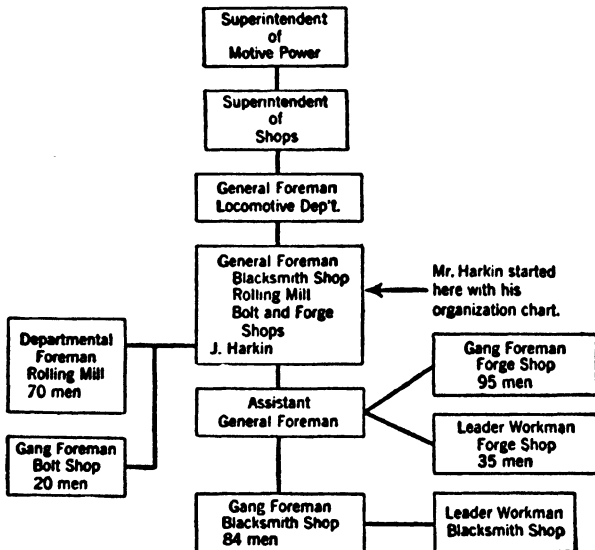 Superintendent
of
Motive Power
Superintendent
of
Shops
General Foreman
Locomotive Dep't.
General Foreman
Blacksmith Shop
Rolling Mill
Bolt and Forge
Shops
J. Harkin
Mr. Harkin started
here with his
organization chart.
Departmental
Foreman
Rolling Mill
70 men
Gang Foreman
Forge Shop
95 men
Assistant
General Foreman
Leader Workman
Forge Shop
35 men
Gang Foreman
Bolt Shop
20 men
Gang Foreman
Blacksmith Shop
84 men
Leader Workman
Blacksmith Shop